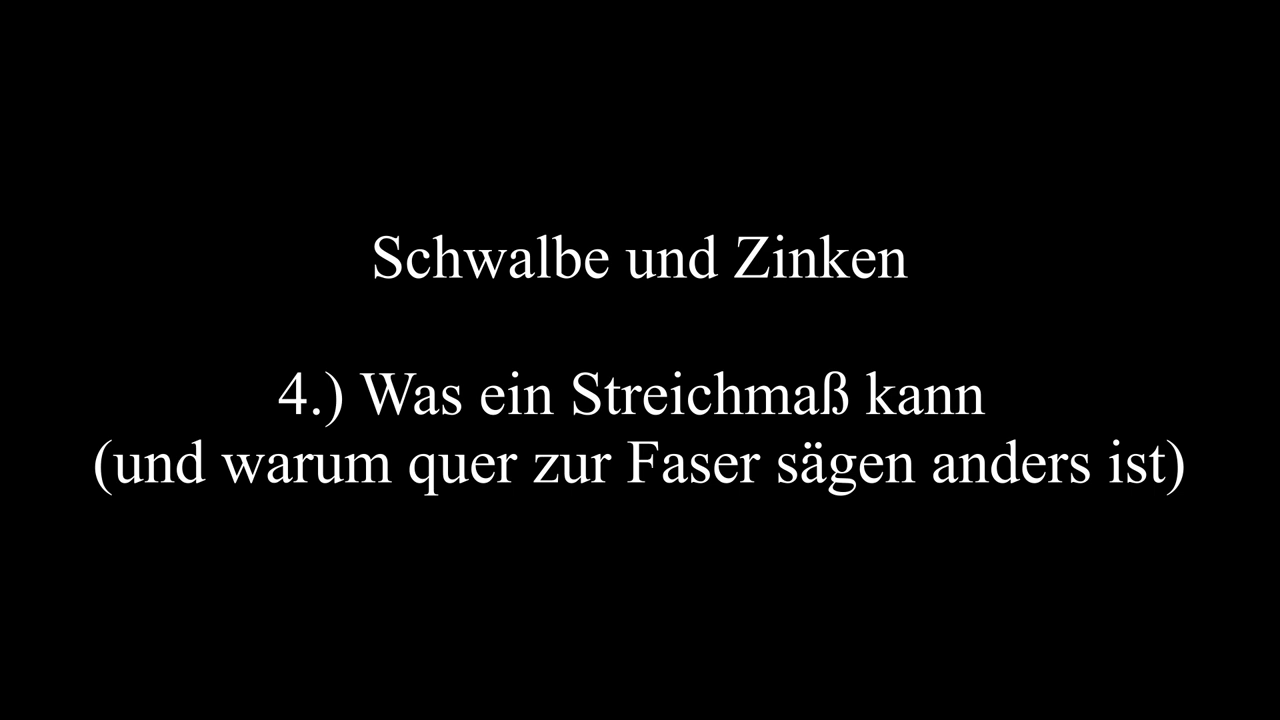 Schwalbe und Zinken
4.) Was ein Streichmaß kann
(und warum quer zur Faser sägen anders ist)